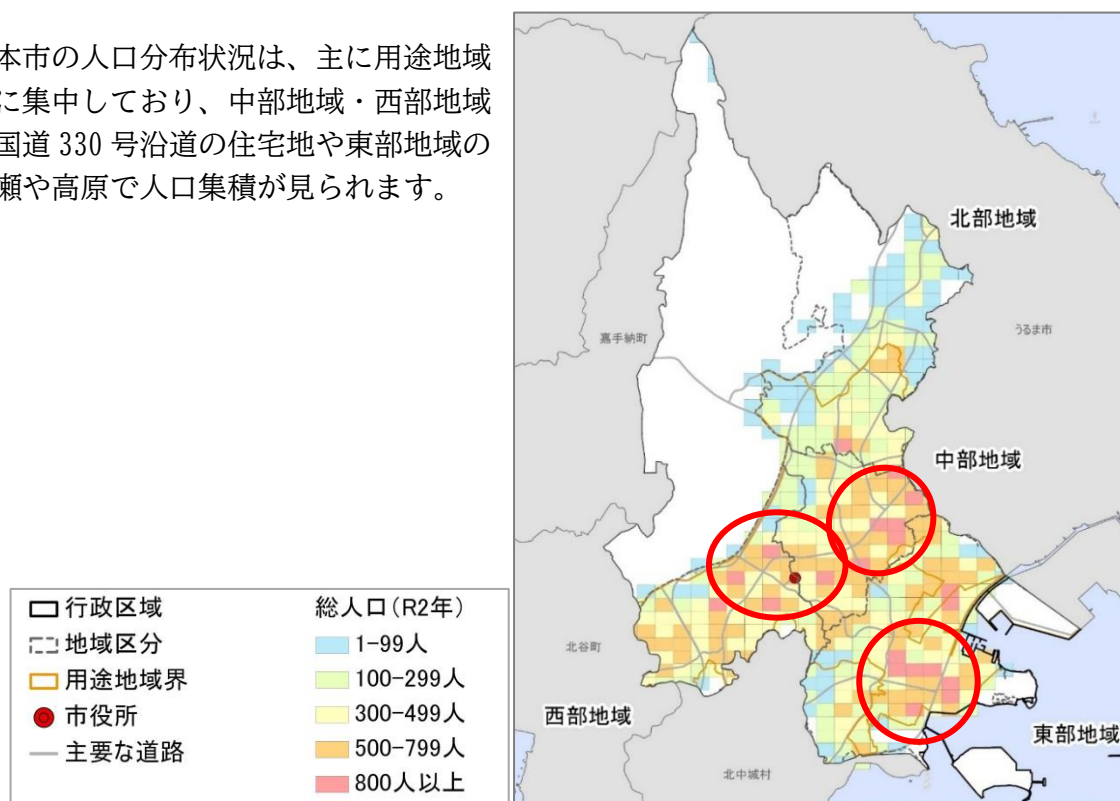 本市の人口分布状況は、主に用途地域
に集中しており、中部地域・西部地域
国道 330 号沿道の住宅地や東部地域の
瀬や高原で人口集積が見られます。
北部地域
うるま市
嘉手納町
中部地域
北谷町
西部地域
東部地域
北中城村
行政区域
地域区分
用途地域界
市役所
主要な道路
総人口(R2年)
1-99人
100-299人
300-499人
500-799人
800人以上